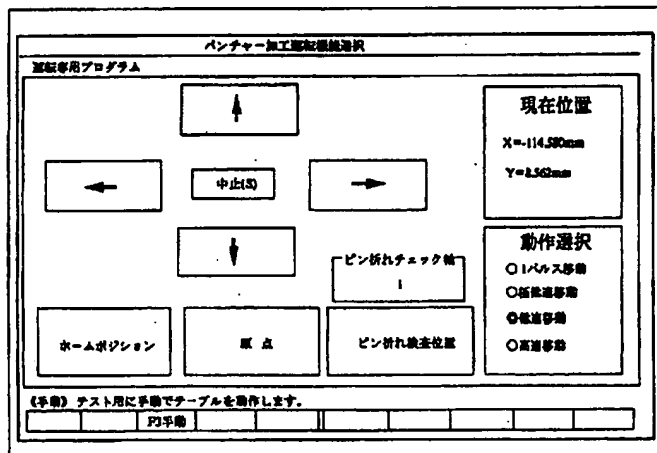 パンチャー加工運転機能選択
運転専用プログラム
↑
←
中止(S)
→
↓
ピン折れチェック軸
1
ホームポジション
原 点
ピン折れ検査位置
現在位置
X=-114.580mm
Y=8.562mm
動作選択
○1パルス移動
○極低速移動
◎低速移動
○高速移動
《手動》 テスト用に手動でテーブルを動作します。
F3手動